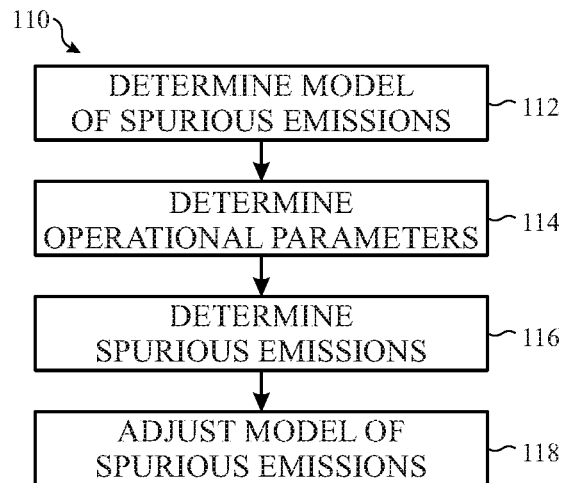 110
DETERMINE MODEL
OF SPURIOUS EMISSIONS
112
DETERMINE
OPERATIONAL PARAMETERS
114
DETERMINE
SPURIOUS EMISSIONS
116
ADJUST MODEL OF
SPURIOUS EMISSIONS
118